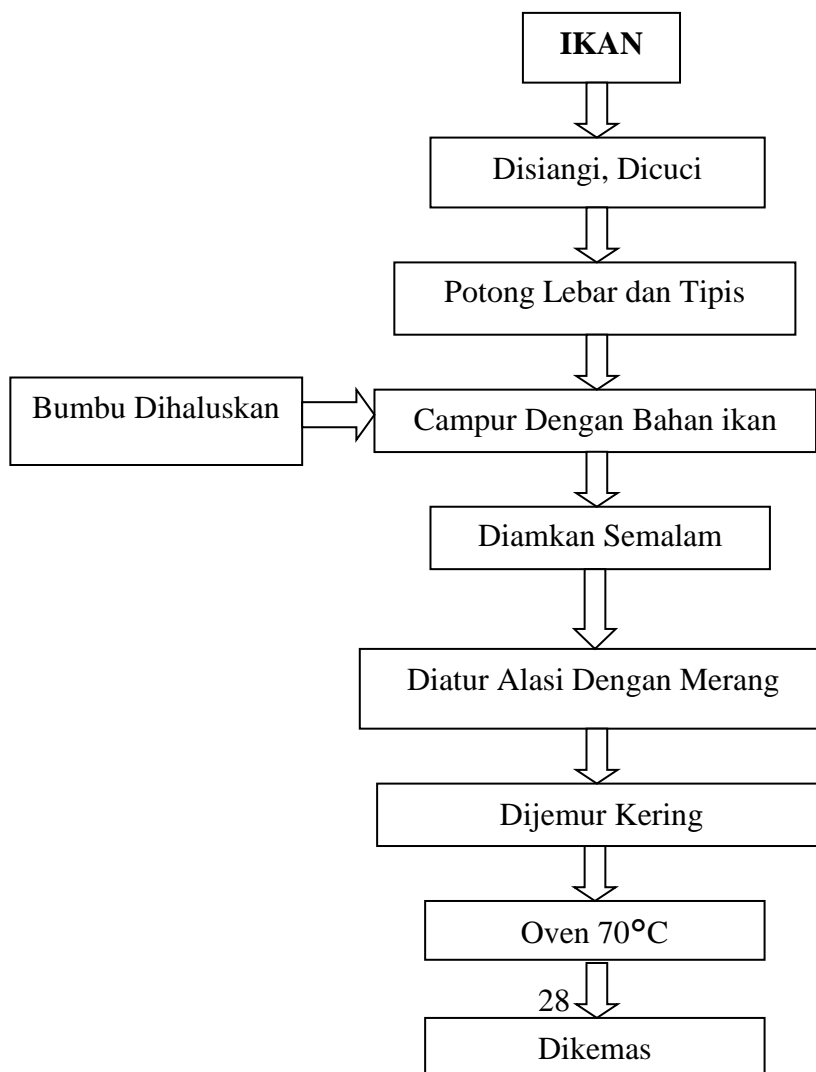 IKAN
Disiangi, Dicuci
Potong Lebar dan Tipis
Bumbu Dihaluskan
Campur Dengan Bahan ikan
Diamkan Semalam
Diatur Alasi Dengan Merang
Dijemur Kering
Oven 70°C
28
Dikemas